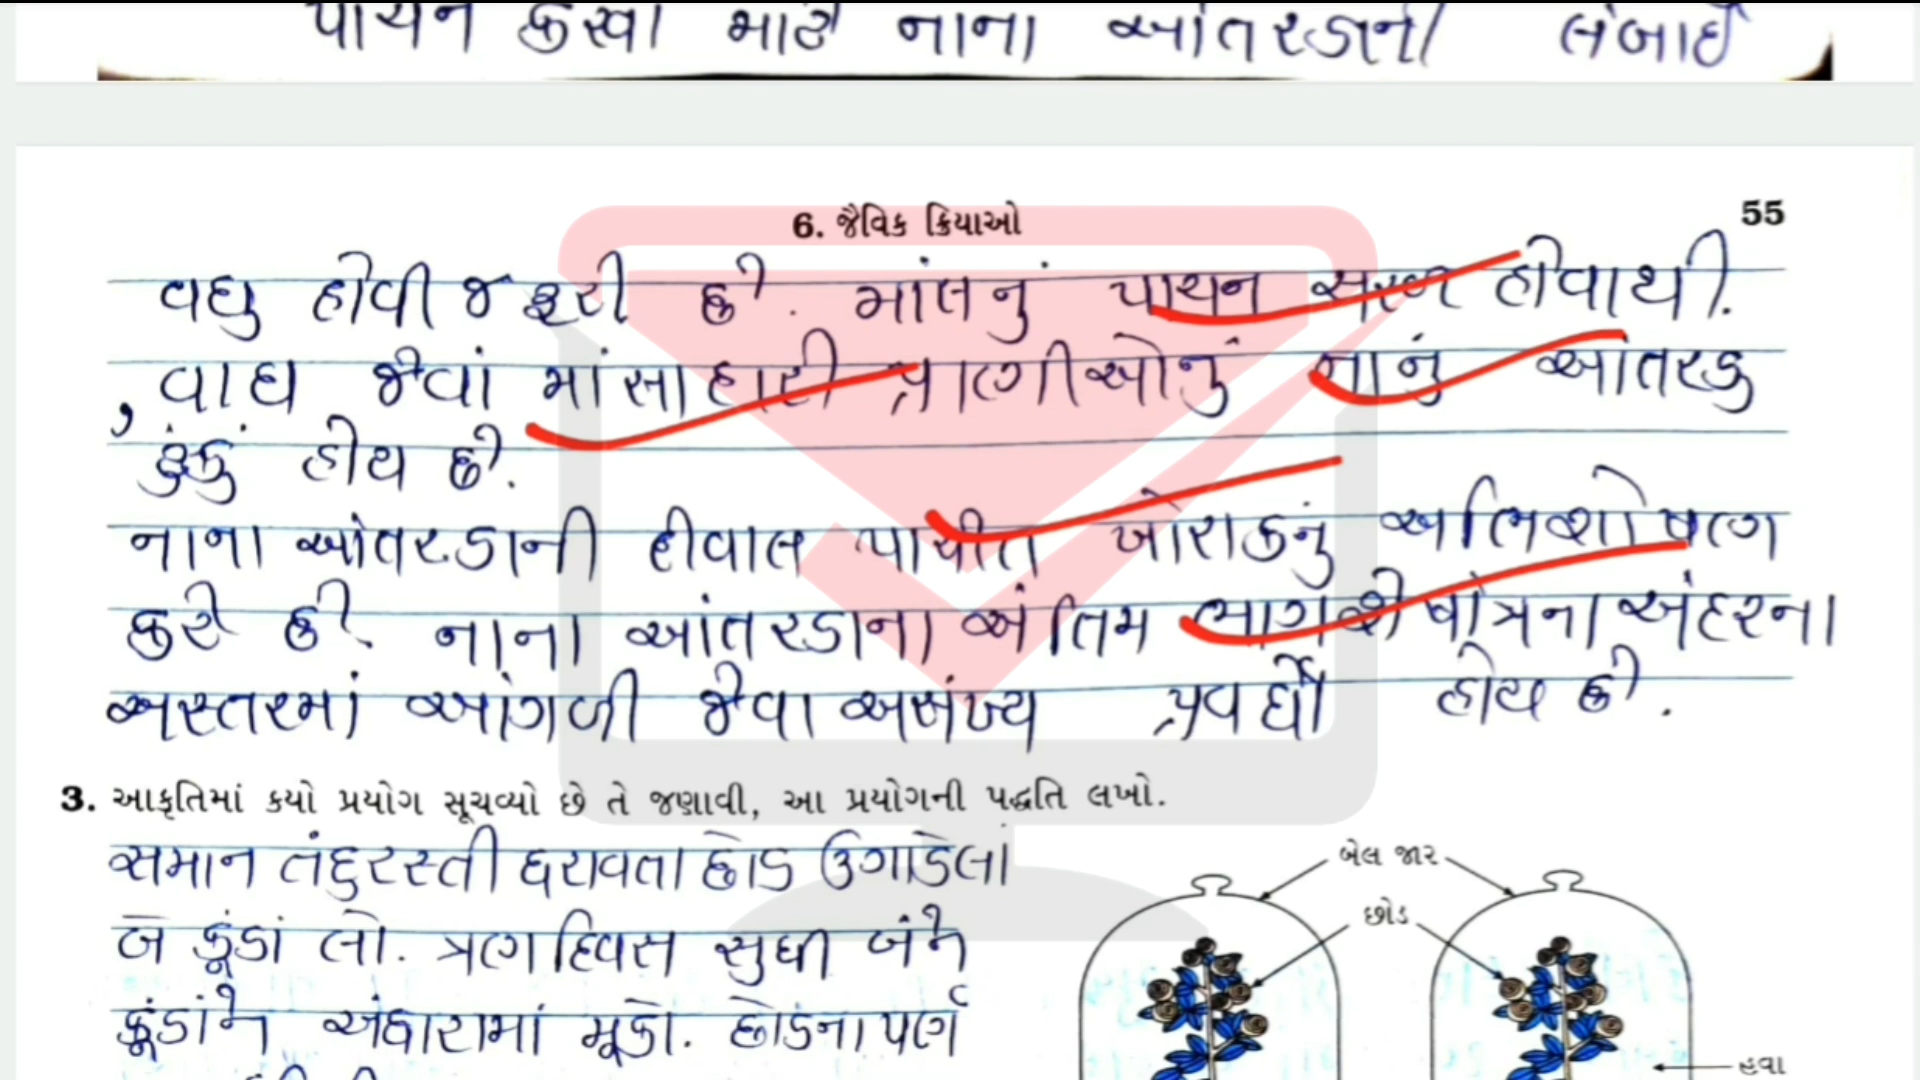 પાચન કરવા માટે નાના આંતરડાની લંબાઈ
6. જૈવિક ક્રિયાઓ
55
વધુ હોવી જરૂરી છે. માંસનું પાચન સરળ હોવાથી.
, વાઘ જેવાં માંસાહારી પ્રાણીઓનું નાનું આંતરડુ
ટુંકું હોય છે.
નાના આંતરડાની દીવાલ પાચીત ખોરાકનું અભિશોષણ
કરે છે. નાના આંતરડાના અંતિમ ભાગ શેષાંત્રના અંદરના
અસ્તરમાં આંગળી જેવા અસંખ્ય પ્રવર્ધો હોય છે.
3. આકૃતિમાં કયો પ્રયોગ સૂચવ્યો છે તે જણાવી, આ પ્રયોગની પદ્ધતિ લખો.
સમાન તંદુરસ્તી ધરાવતા છોડ ઉગાડેલાં
બે કૂંડાં લો. ત્રણ દિવસ સુધી બંને
કૂંડાંને અંધારામાં મૂકો. છોડના પર્ણ
બેલ જાર
છોડ
હવા